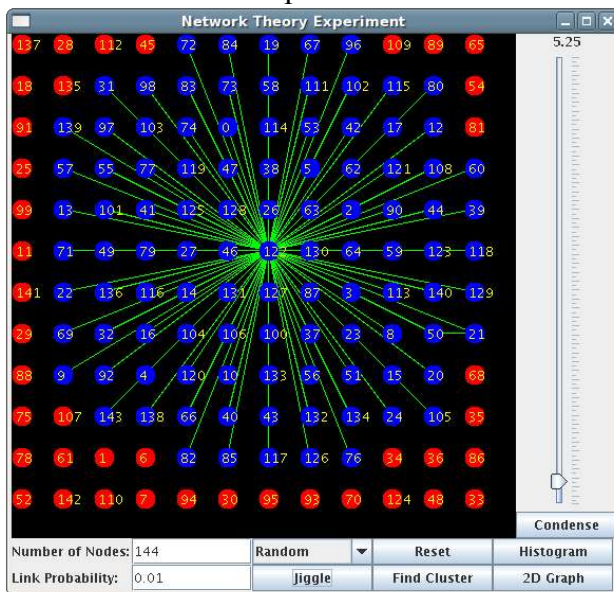 Network Theory Experiment
137 28 112 45 72 84 19 67 96 109 89 65
5.25
18 135 31 98 83 73 58 111 102 115 80 54
91 139 97 103 74 0 114 53 42 17 12 81
25 57 55 77 119 47 38 5 62 121 108 60
99 13 101 41 125 128 26 63 2 90 44 39
11 71 49 79 27 46 12 130 64 59 123 118
141 22 136 116 14 131 127 87 3 113 140 129
29 69 32 16 104 106 100 37 23 8 50 21
88 9 92 4 120 10 133 56 51 15 20 68
75 107 143 138 66 40 43 132 134 24 105 35
78 61 1 6 82 85 117 126 76 34 36 86
52 142 110 7 94 30 95 93 70 124 48 33
Condense
Number of Nodes: 144 Random Reset Histogram
Link Probability: 0.01 Jiggle Find Cluster 2D Graph